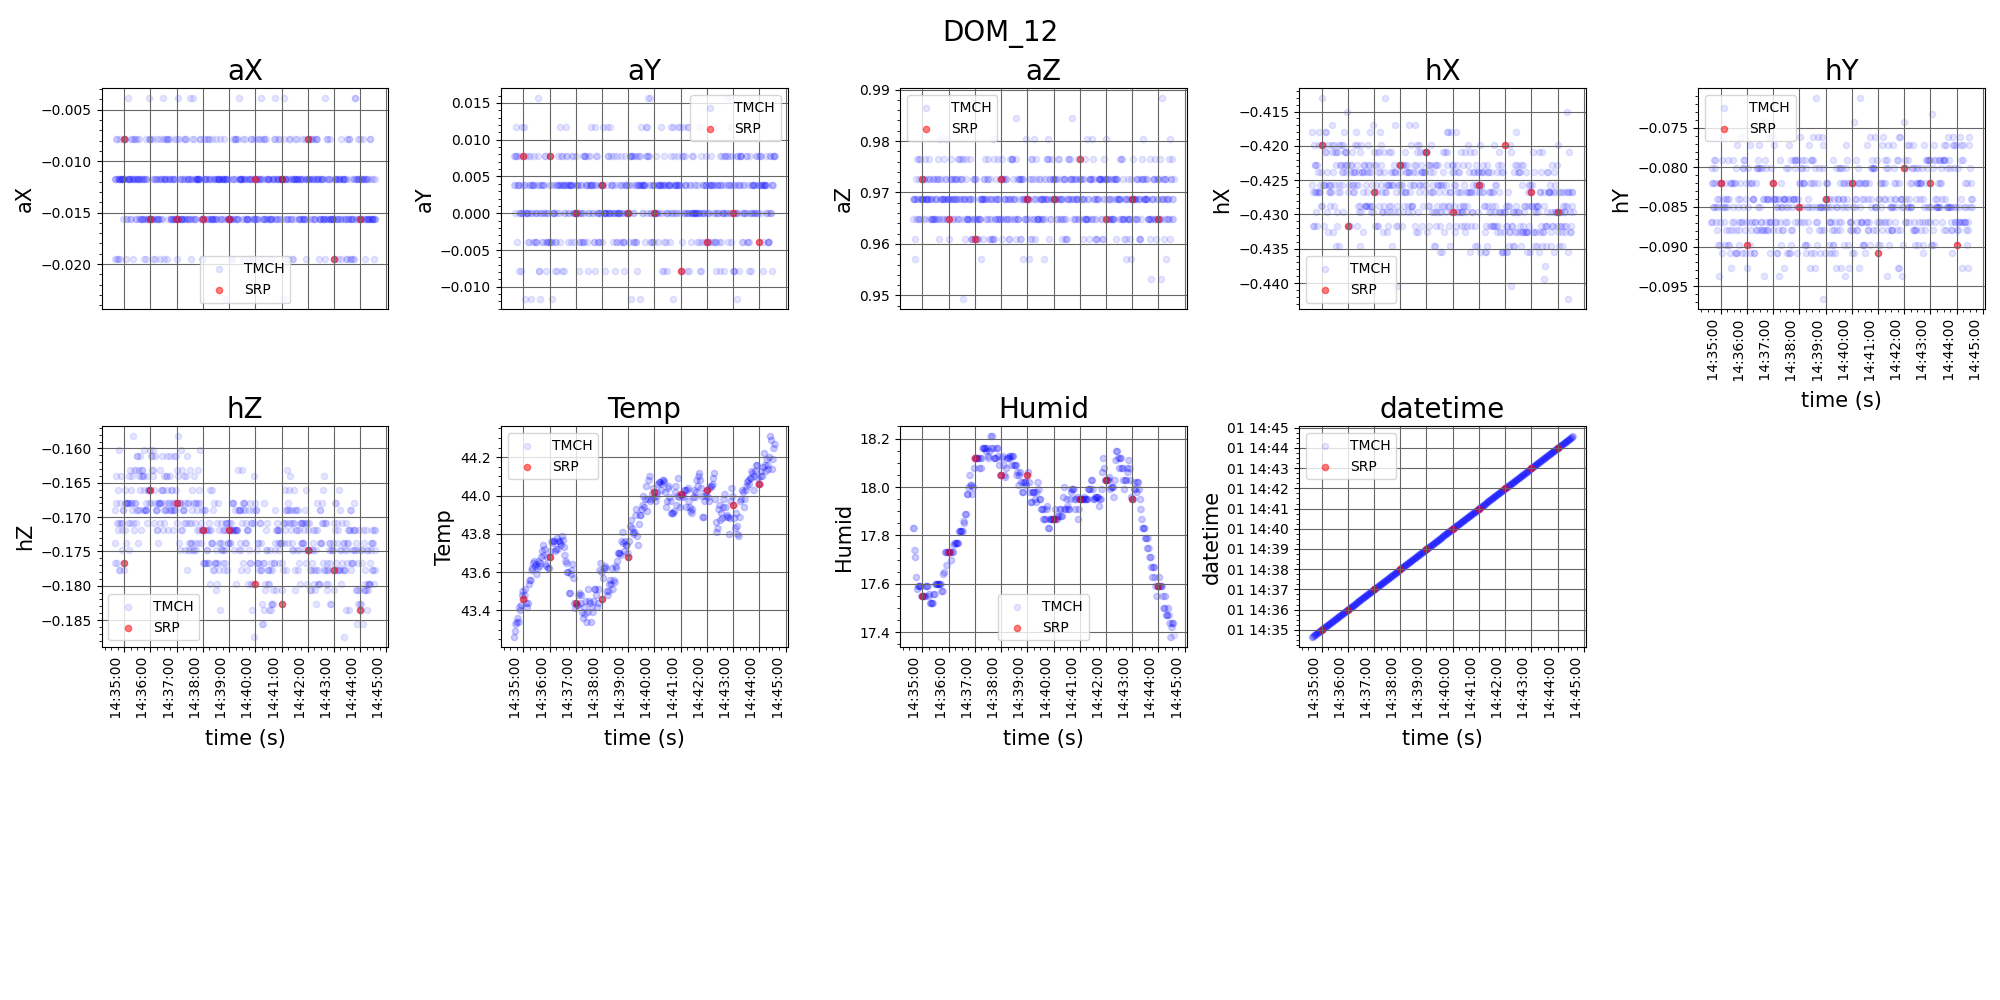 DOM_12
aX
aX
−0.005
−0.010
−0.015
−0.020
TMCH
SRP
aY
aY
0.015
0.010
0.005
0.000
−0.005
−0.010
TMCH
SRP
aZ
aZ
0.99
0.98
0.97
0.96
0.95
TMCH
SRP
hX
hX
−0.415
−0.420
−0.425
−0.430
−0.435
−0.440
TMCH
SRP
hY
hY
−0.075
−0.080
−0.085
−0.090
−0.095
TMCH
SRP
14:35:00
14:36:00
14:37:00
14:38:00
14:39:00
14:40:00
14:41:00
14:42:00
14:43:00
14:44:00
14:45:00
time (s)
hZ
hZ
−0.160
−0.165
−0.170
−0.175
−0.180
−0.185
TMCH
SRP
14:35:00
14:36:00
14:37:00
14:38:00
14:39:00
14:40:00
14:41:00
14:42:00
14:43:00
14:44:00
14:45:00
time (s)
Temp
Temp
44.2
44.0
43.8
43.6
43.4
TMCH
SRP
14:35:00
14:36:00
14:37:00
14:38:00
14:39:00
14:40:00
14:41:00
14:42:00
14:43:00
14:44:00
14:45:00
time (s)
Humid
Humid
18.2
18.0
17.8
17.6
17.4
TMCH
SRP
14:35:00
14:36:00
14:37:00
14:38:00
14:39:00
14:40:00
14:41:00
14:42:00
14:43:00
14:44:00
14:45:00
time (s)
datetime
datetime
01 14:45
01 14:44
01 14:43
01 14:42
01 14:41
01 14:40
01 14:39
01 14:38
01 14:37
01 14:36
01 14:35
TMCH
SRP
14:35:00
14:36:00
14:37:00
14:38:00
14:39:00
14:40:00
14:41:00
14:42:00
14:43:00
14:44:00
14:45:00
time (s)